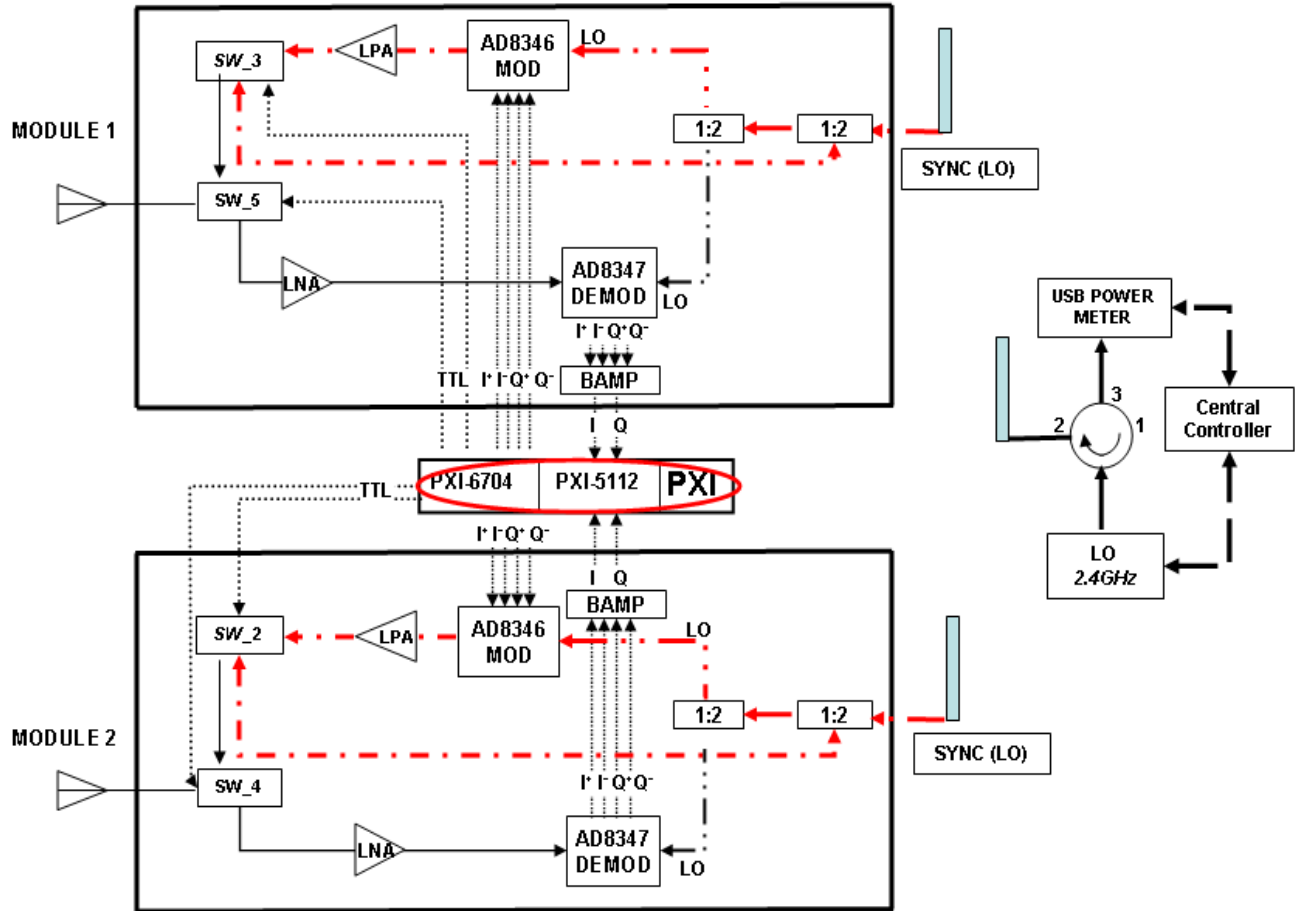 MODULE 1
SW_3
LPA
AD8346
MOD
LO
1:2
1:2
SYNC (LO)
SW_5
LNA
AD8347
DEMOD
LO
I⁺ I⁻ Q⁺ Q⁻
BAMP
TTL
I⁺ I⁻ Q⁺ Q⁻
I Q
PXI-6704
PXI-5112
PXI
TTL
I⁺ I⁻ Q⁺ Q⁻
I Q
BAMP
MODULE 2
SW_2
LPA
AD8346
MOD
LO
1:2
1:2
SYNC (LO)
SW_4
LNA
I⁺ I⁻ Q⁺ Q⁻
AD8347
DEMOD
LO
USB POWER
METER
3
2
1
Central
Controller
LO
2.4GHz